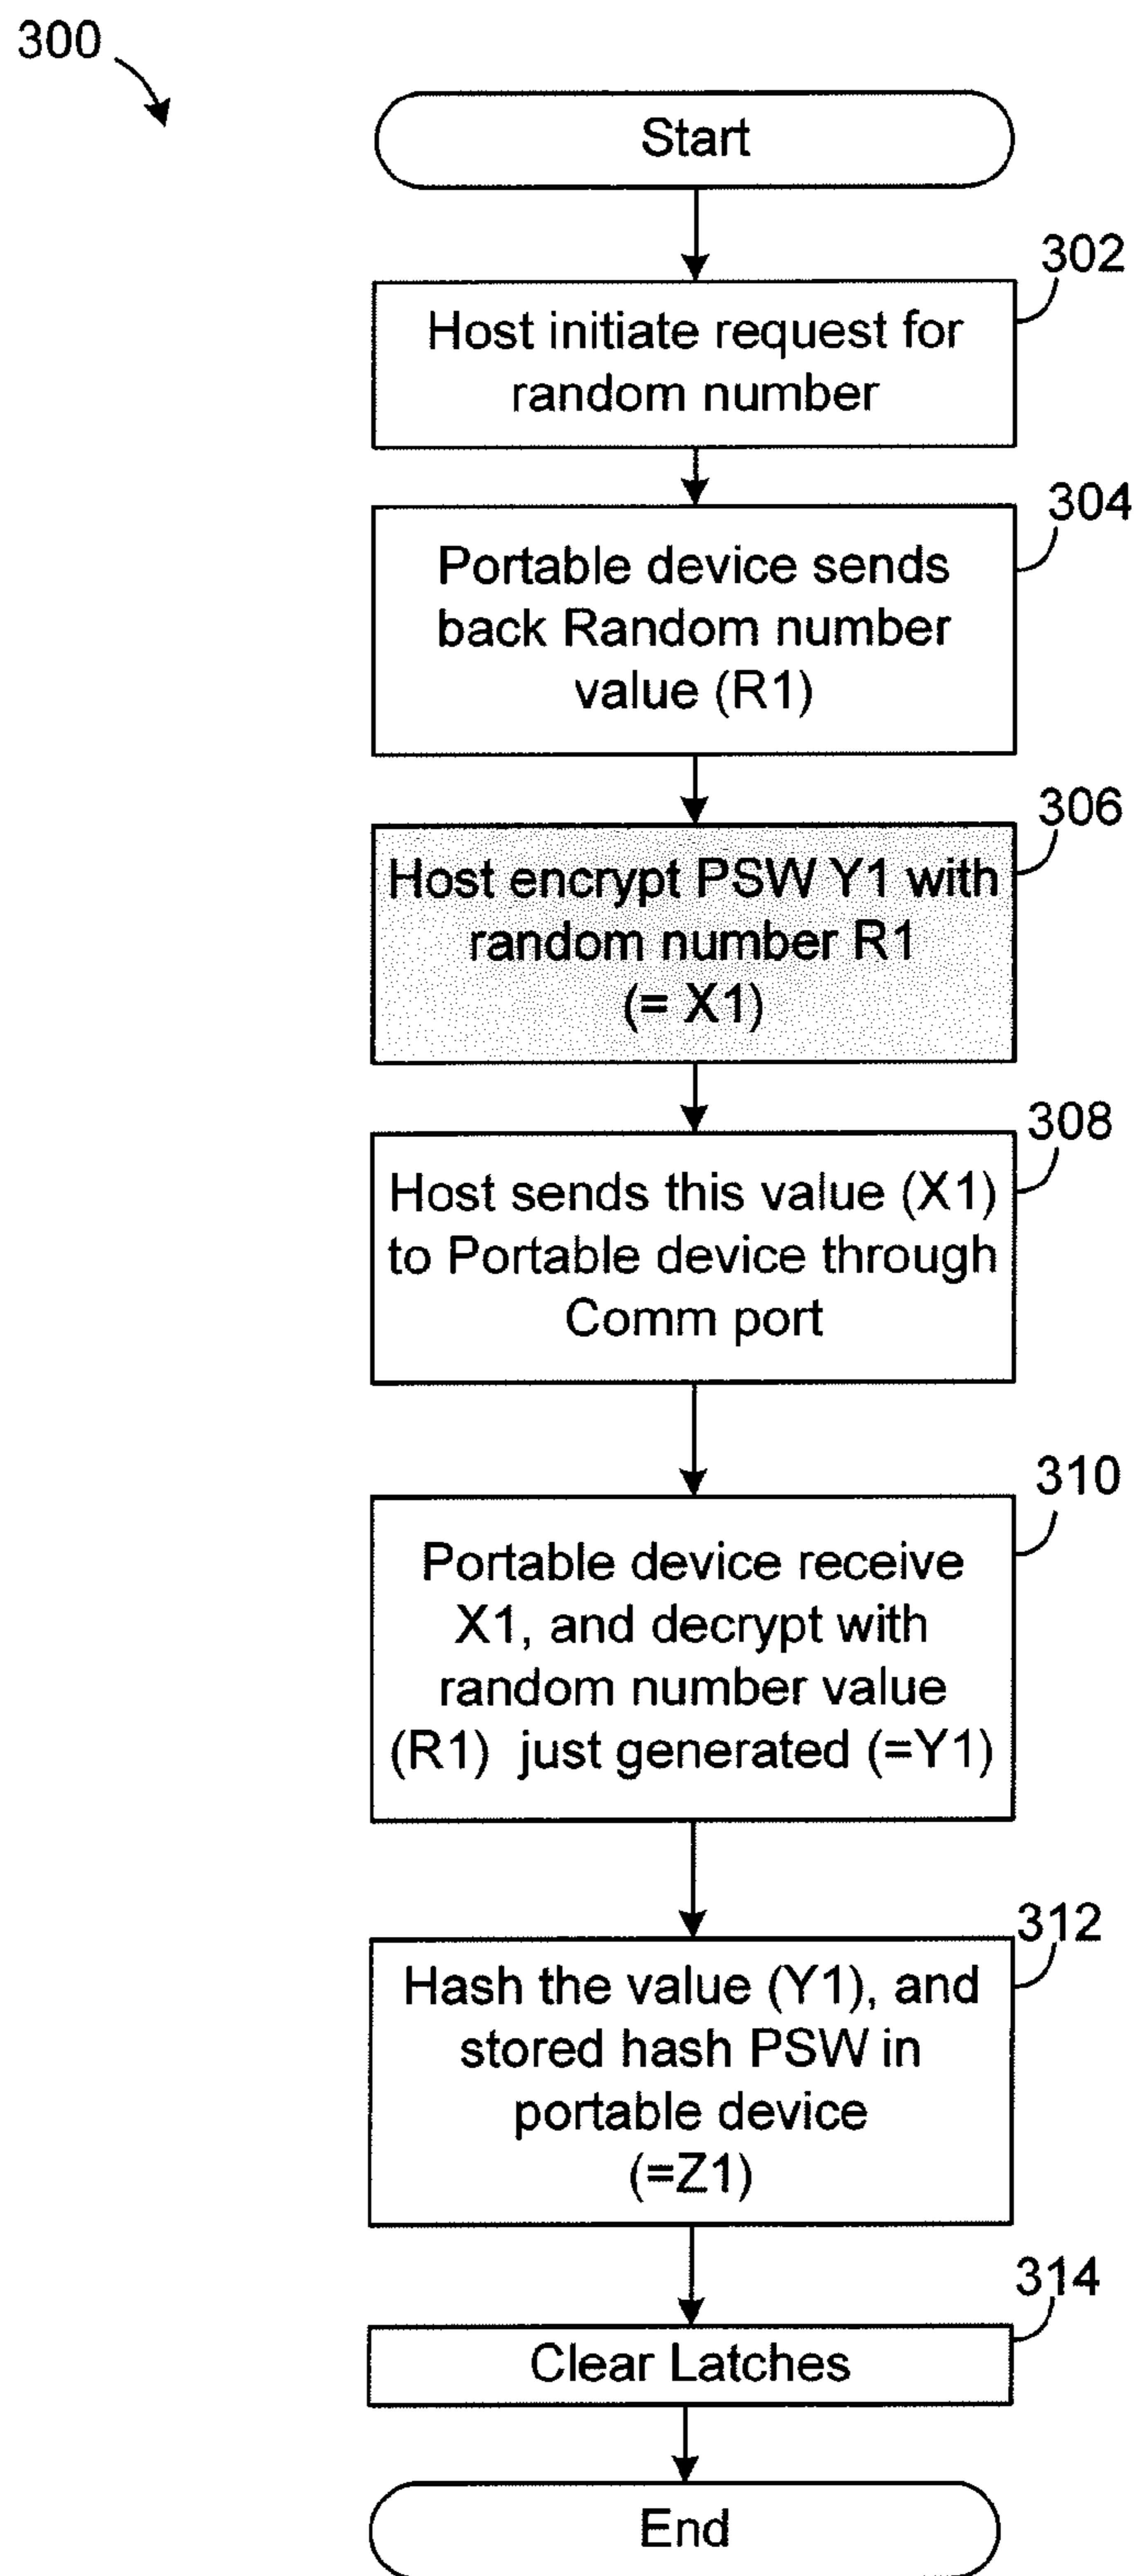 300
Start
302
Host initiate request for
random number
304
Portable device sends
back Random number
value (R1)
306
Host encrypt PSW Y1 with
random number R1
(= X1)
308
Host sends this value (X1)
to Portable device through
Comm port
310
Portable device receive
X1, and decrypt with
random number value
(R1) just generated (=Y1)
312
Hash the value (Y1), and
stored hash PSW in
portable device
(=Z1)
314
Clear Latches
End